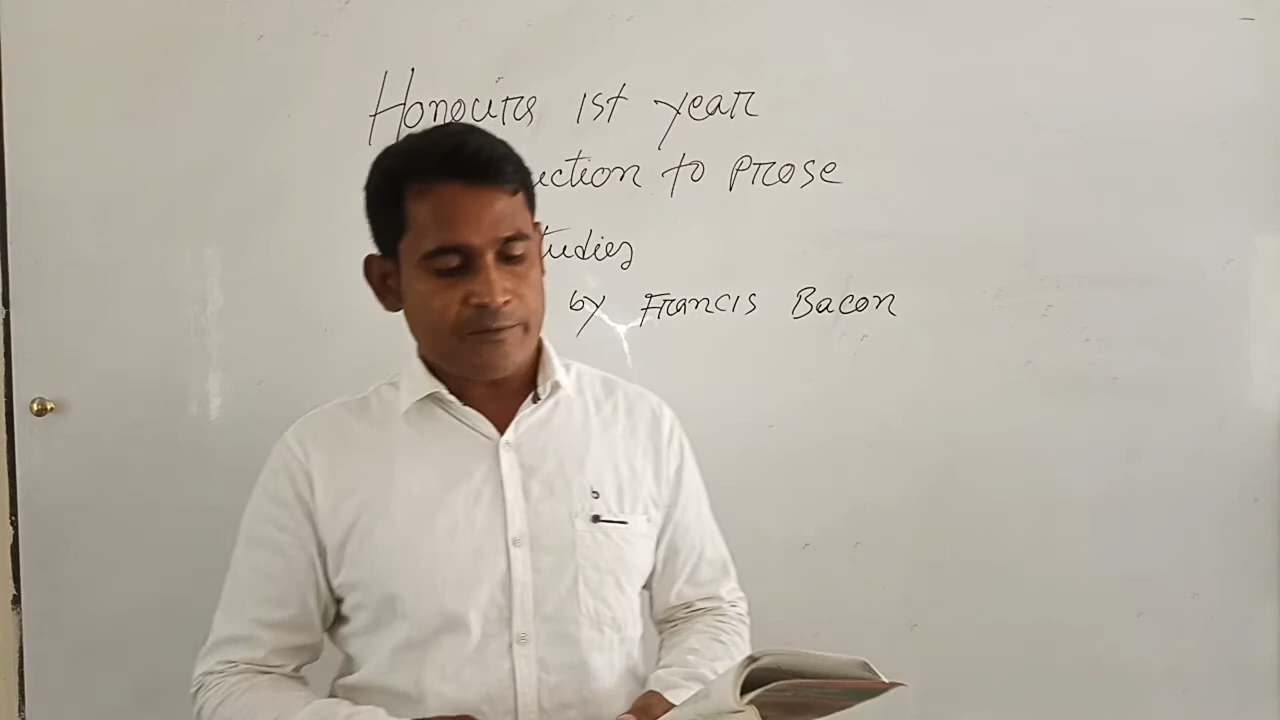 Honours 1st year
uction to Prose
tudies
by Francis Bacon